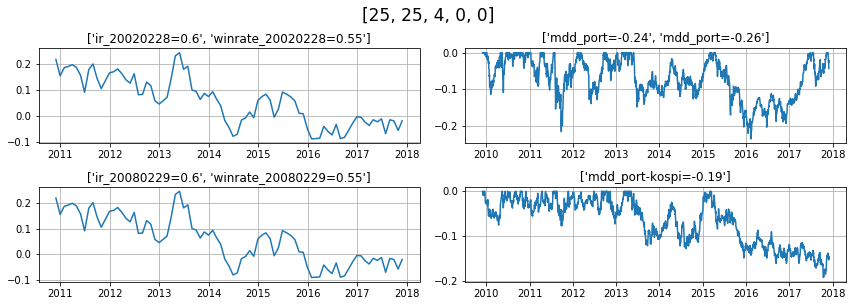 [25, 25, 4, 0, 0]
['ir_20020228=0.6', 'winrate_20020228=0.55']
0.2
0.1
0.0
−0.1
2011 2012 2013 2014 2015 2016 2017 2018
['mdd_port=-0.24', 'mdd_port=-0.26']
0.0
−0.1
−0.2
2010 2011 2012 2013 2014 2015 2016 2017 2018
['ir_20080229=0.6', 'winrate_20080229=0.55']
0.2
0.1
0.0
−0.1
2011 2012 2013 2014 2015 2016 2017 2018
['mdd_port-kospi=-0.19']
0.0
−0.1
−0.2
2010 2011 2012 2013 2014 2015 2016 2017 2018